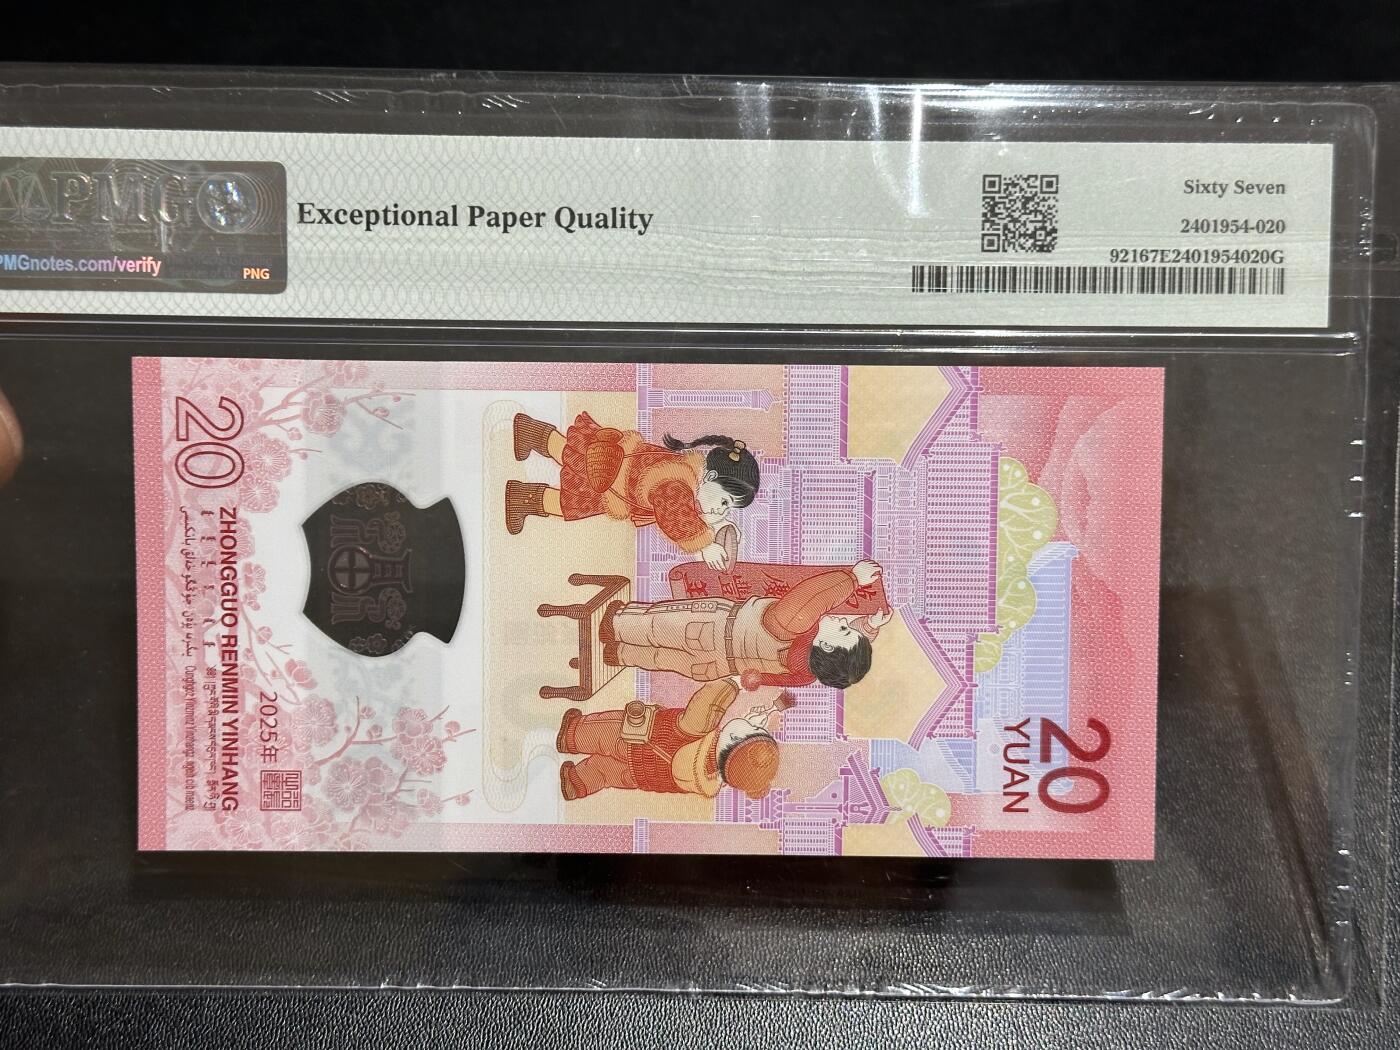 PMG
PMGnotes.com/verify
PNG
Exceptional Paper Quality
Sixty Seven
2401954-020
92167E2401954020G
20
ZHONGGUO RENMIN YINHANG
2025年
20
YUAN